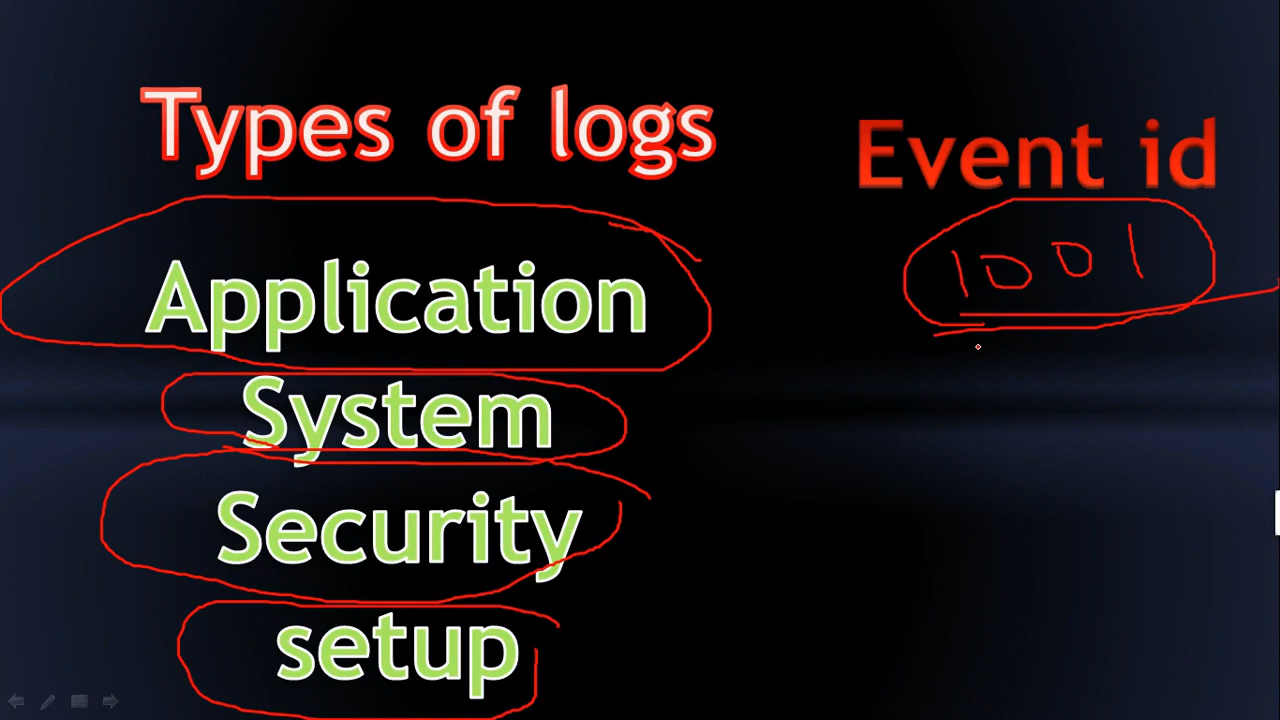 Types of logs
Event id
1001
Application
System
Security
setup